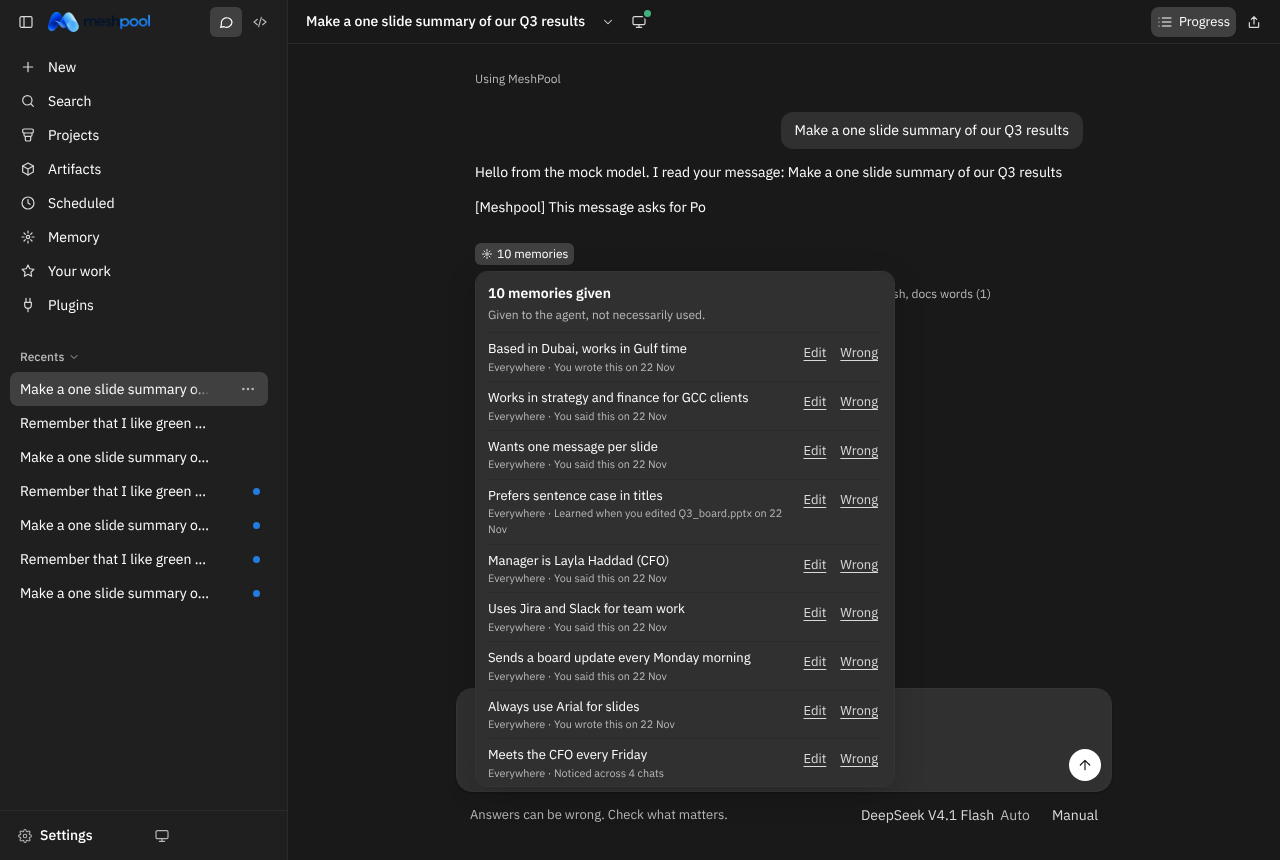 meshpool
Make a one slide summary of our Q3 results
Progress
New
Search
Projects
Artifacts
Scheduled
Memory
Your work
Plugins
Recents
Make a one slide summary o...
Remember that I like green ...
Make a one slide summary o...
Remember that I like green ...
Make a one slide summary o...
Remember that I like green ...
Make a one slide summary o...
Settings
Using MeshPool
Make a one slide summary of our Q3 results
Hello from the mock model. I read your message: Make a one slide summary of our Q3 results
[Meshpool] This message asks for Po
10 memories
docs words (1)
10 memories given
Given to the agent, not necessarily used.
Based in Dubai, works in Gulf time
Edit Wrong
Everywhere · You wrote this on 22 Nov
Works in strategy and finance for GCC clients
Edit Wrong
Everywhere · You said this on 22 Nov
Wants one message per slide
Edit Wrong
Everywhere · You said this on 22 Nov
Prefers sentence case in titles
Edit Wrong
Everywhere · Learned when you edited Q3_board.pptx on 22
Nov
Manager is Layla Haddad (CFO)
Edit Wrong
Everywhere · You said this on 22 Nov
Uses Jira and Slack for team work
Edit Wrong
Everywhere · You said this on 22 Nov
Sends a board update every Monday morning
Edit Wrong
Everywhere · You said this on 22 Nov
Always use Arial for slides
Edit Wrong
Everywhere · You wrote this on 22 Nov
Meets the CFO every Friday
Edit Wrong
Everywhere · Noticed across 4 chats
Answers can be wrong. Check what matters.
DeepSeek V4.1 Flash Auto Manual